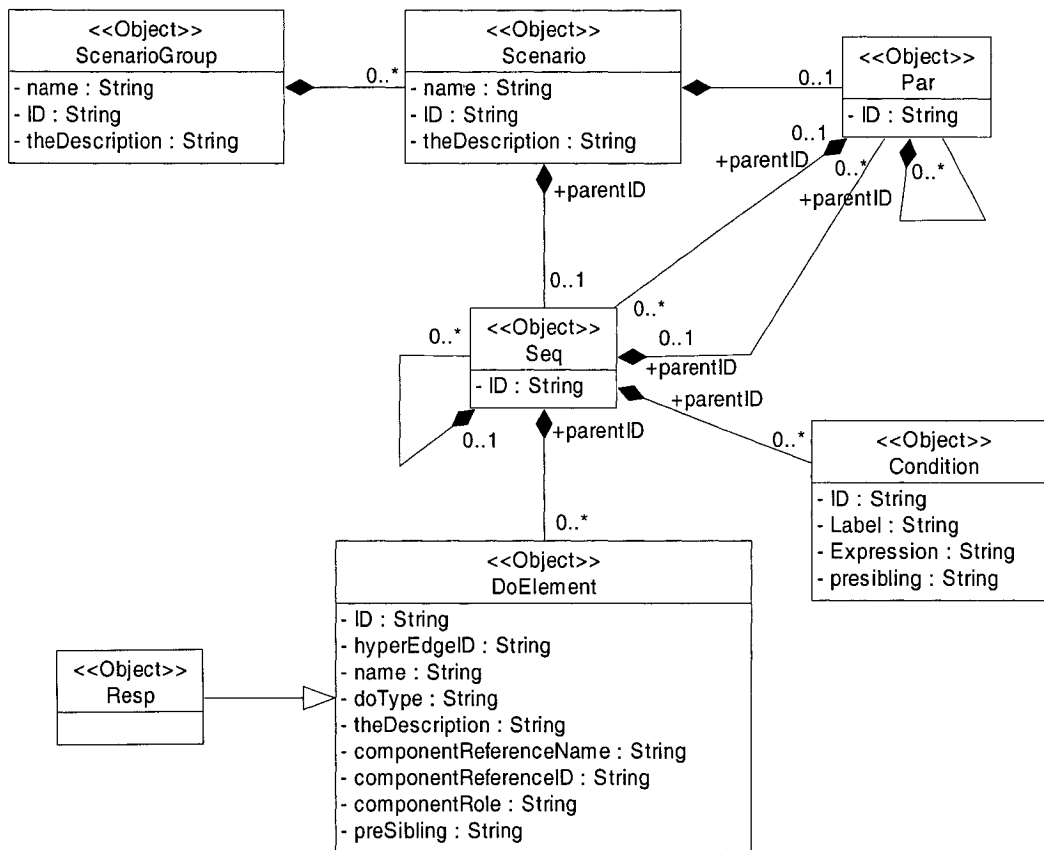 <<Object>>
ScenarioGroup
- name : String
- ID : String
- theDescription : String
0..*
<<Object>>
Scenario
- name : String
- ID : String
- theDescription : String
0..1
<<Object>>
Par
- ID : String
+parentID
0..1
+parentID
0..*
+parentID
0..*
0..1
0..*
<<Object>>
Seq
- ID : String
0..*
0..1
0..1
+parentID
+parentID
+parentID
0..*
<<Object>>
Condition
- ID : String
- Label : String
- Expression : String
- presibling : String
0..*
<<Object>>
DoElement
- ID : String
- hyperEdgeID : String
- name : String
- doType : String
- theDescription : String
- componentReferenceName : String
- componentReferenceID : String
- componentRole : String
- preSibling : String
<<Object>>
Resp